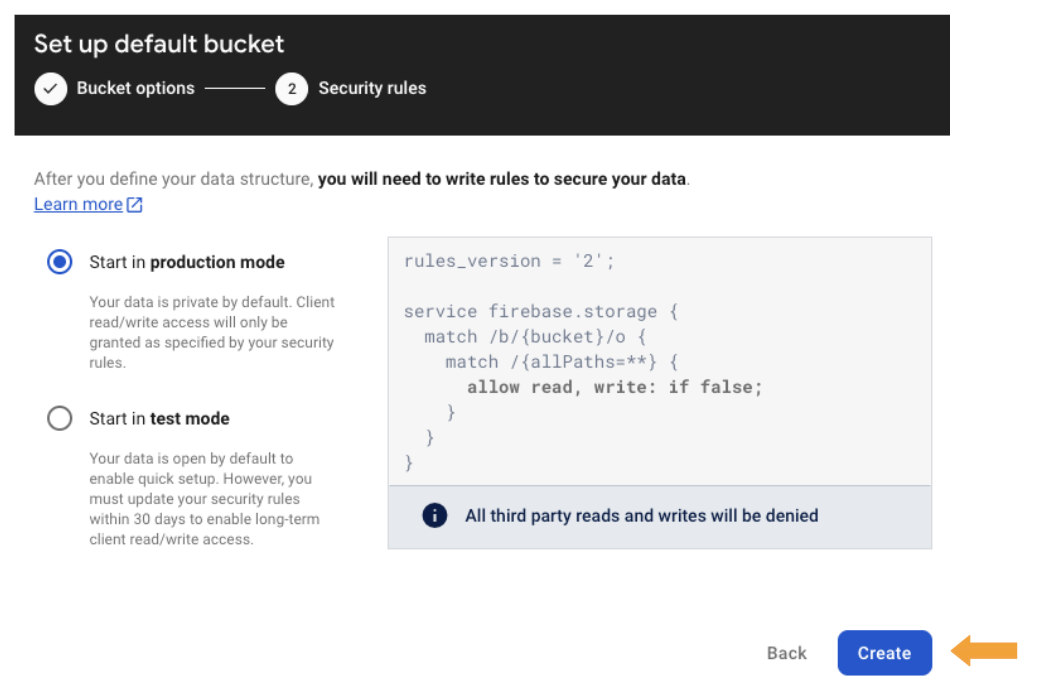 Set up default bucket
Bucket options
2 Security rules
After you define your data structure, you will need to write rules to secure your data.
Learn more
Start in production mode
Your data is private by default. Client
read/write access will only be
granted as specified by your security
rules.
Start in test mode
Your data is open by default to
enable quick setup. However, you
must update your security rules
within 30 days to enable long-term
client read/write access.
rules_version = '2';
service firebase.storage {
  match /b/{bucket}/o {
    match /{allPaths=**} {
      allow read, write: if false;
    }
  }
}
All third party reads and writes will be denied
Back
Create